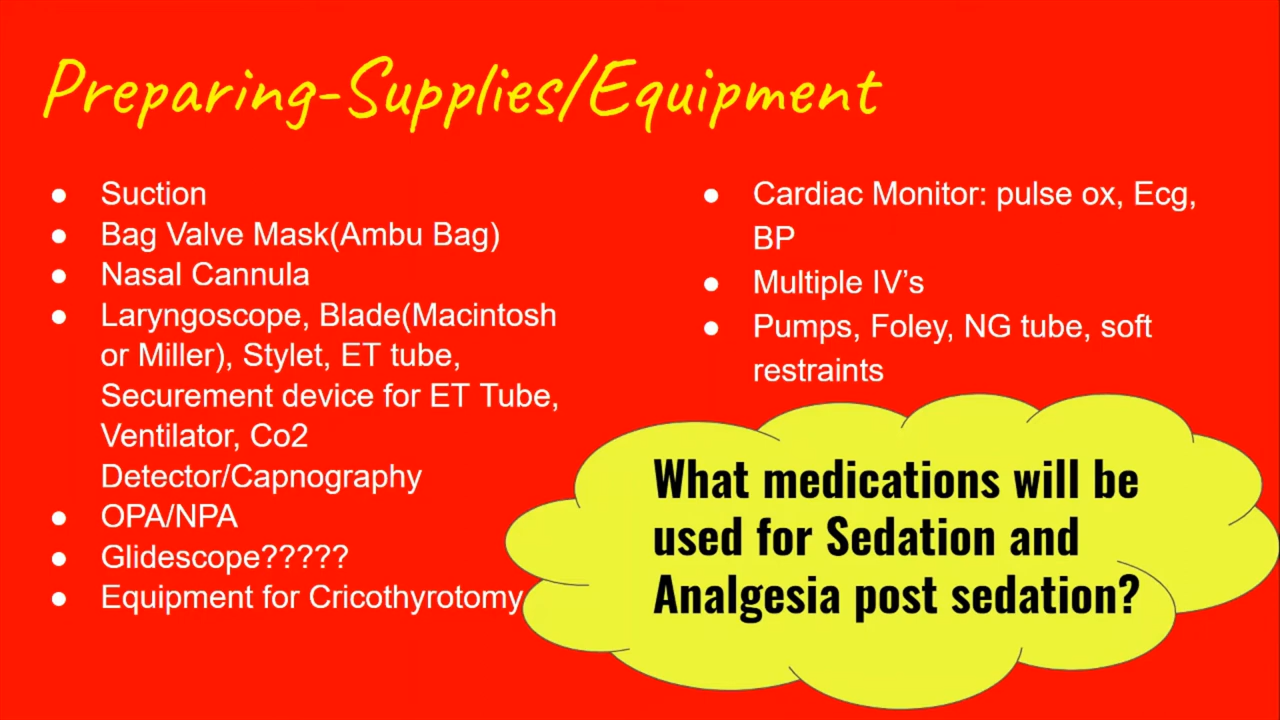 Preparing-Supplies/Equipment
● Suction
● Bag Valve Mask(Ambu Bag)
● Nasal Cannula
● Laryngoscope, Blade(Macintosh
or Miller), Stylet, ET tube,
Securement device for ET Tube,
Ventilator, Co2
Detector/Capnography
● OPA/NPA
● Glidescope?????
● Equipment for Cricothyrotomy
● Cardiac Monitor: pulse ox, Ecg,
BP
● Multiple IV’s
● Pumps, Foley, NG tube, soft
restraints
What medications will be
used for Sedation and
Analgesia post sedation?